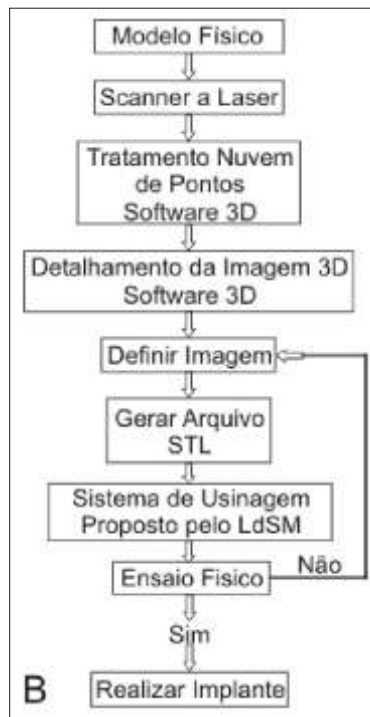 Modelo Físico
Scanner a Laser
Tratamento Nuvem
de Pontos
Software 3D
Detalhamento da Imagem 3D
Software 3D
Definir Imagem
Gerar Arquivo
STL
Sistema de Usinagem
Proposto pelo LdSM
Ensaio Fisico
Não
Sim
Realizar Implante
B